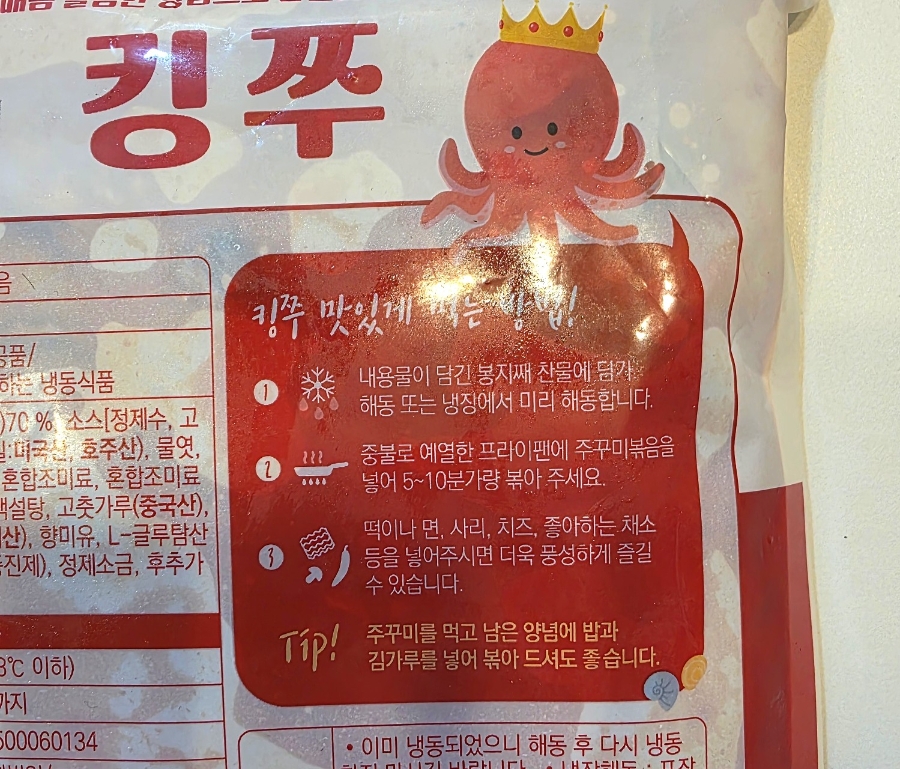 킹쭈
킹쭈 맛있게 먹는 방법!
1
내용물이 담긴 봉지째 찬물에 담가
해동 또는 냉장에서 미리 해동합니다.
2
중불로 예열한 프라이팬에 주꾸미볶음을
넣어 5~10분가량 볶아 주세요.
3
떡이나 면, 사리, 치즈, 좋아하는 채소
등을 넣어주시면 더욱 풍성하게 즐길
수 있습니다.
Tip!
주꾸미를 먹고 남은 양념에 밥과
김가루를 넣어 볶아 드셔도 좋습니다.
음
공품/
하는 냉동식품
)70 %, 소스[정제수, 고
호주산), 물엿,
혼합조미료, 혼합조미료
백설탕, 고춧가루(중국산),
산), 향미유, L-글루탐산
증진제), 정제소금, 후추가
8℃ 이하)
까지
500060134
• 이미 냉동되었으니 해동 후 다시 냉동